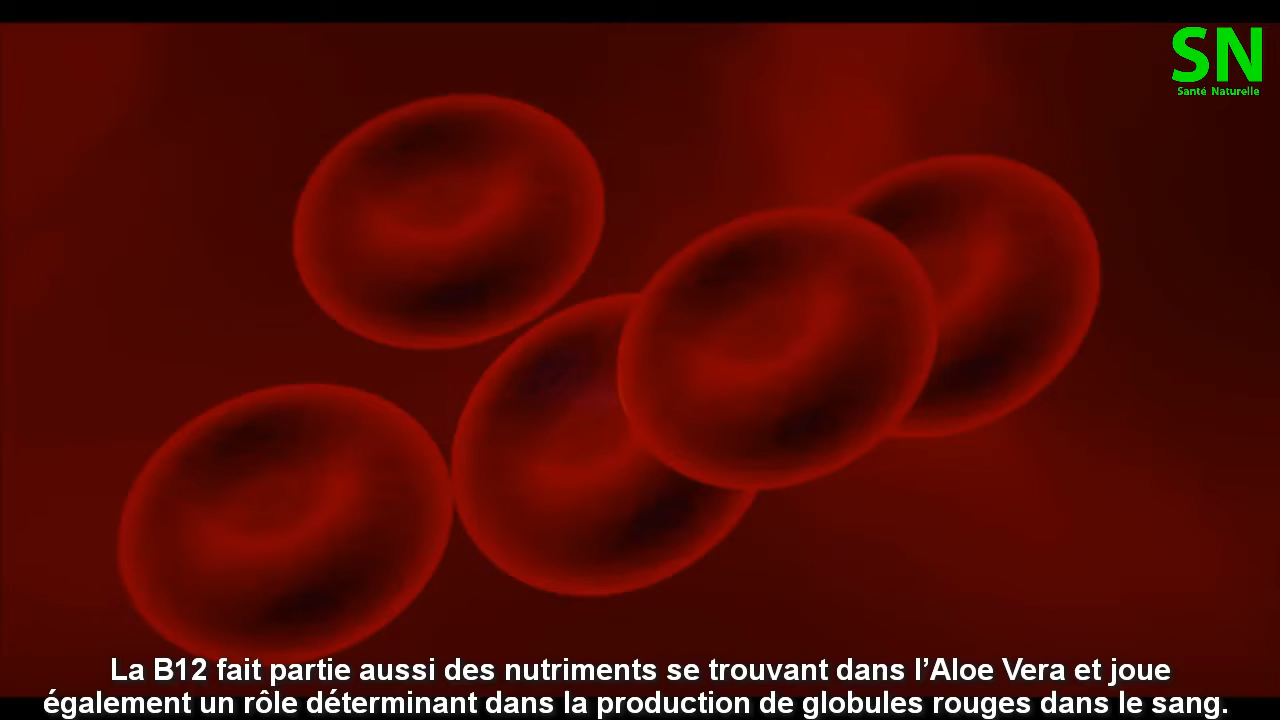 SN
Santé Naturelle
La B12 fait partie aussi des nutriments se trouvant dans l’Aloe Vera et joue
également un rôle déterminant dans la production de globules rouges dans le sang.